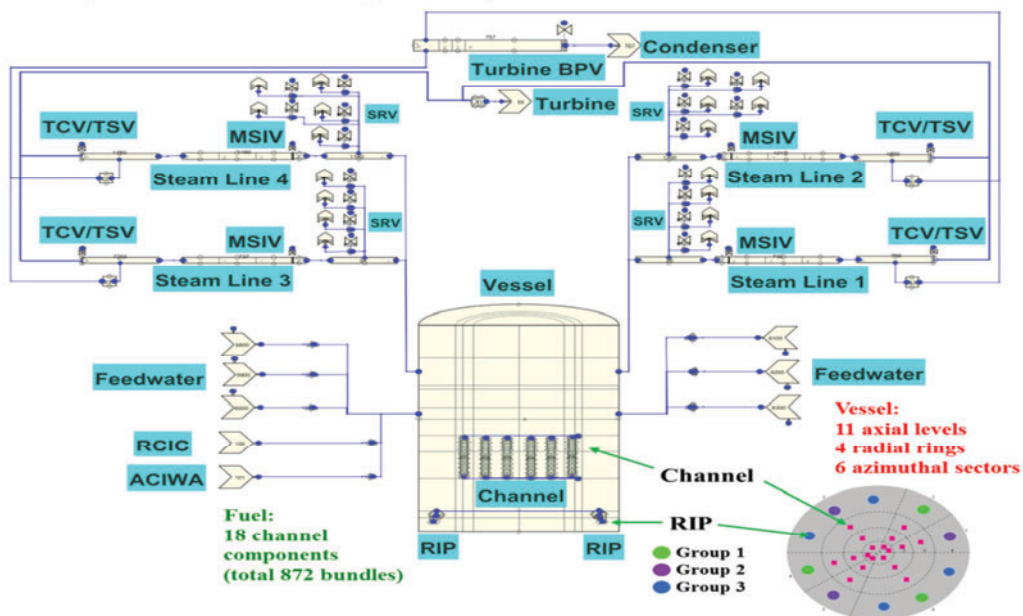 Condenser
Turbine BPV
Turbine
SRV
SRV
TCV/TSV
MSIV
MSIV
TCV/TSV
Steam Line 4
Steam Line 2
SRV
SRV
TCV/TSV
MSIV
MSIV
TCV/TSV
Steam Line 3
Steam Line 1
Vessel
Feedwater
Feedwater
RCIC
ACIWA
Vessel:
11 axial levels
4 radial rings
6 azimuthal sectors
Channel
Channel
Fuel:
18 channel
components
(total 872 bundles)
RIP
RIP
RIP
Group 1
Group 2
Group 3